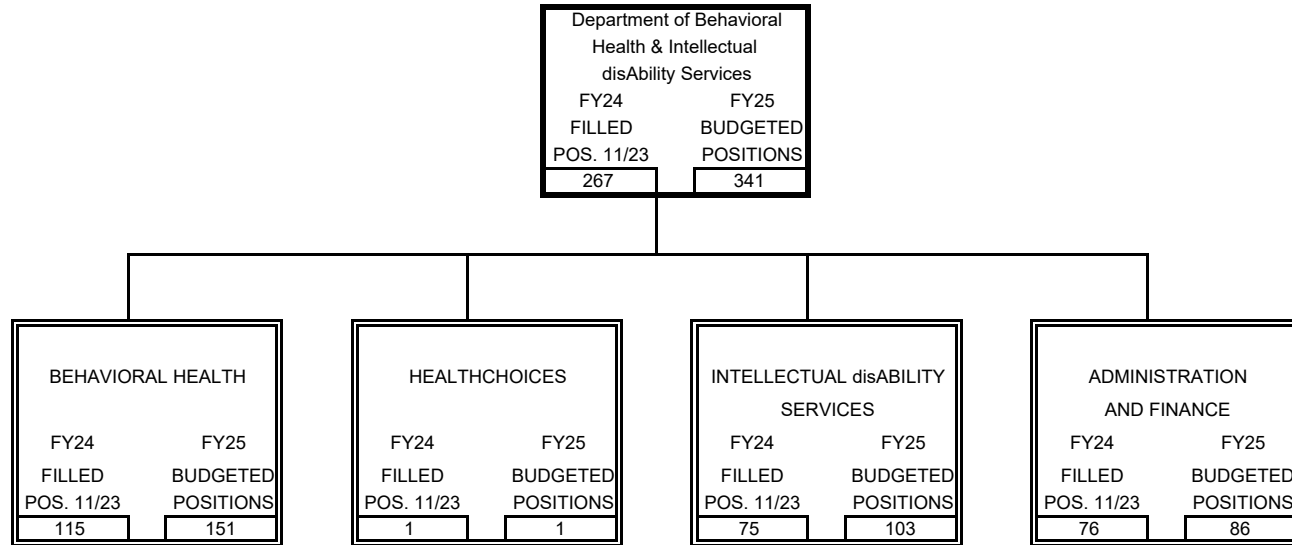 Department of Behavioral
Health & Intellectual
disAbility Services
FY24 FY25
FILLED BUDGETED
POS. 11/23 POSITIONS
267 341
BEHAVIORAL HEALTH
FY24 FY25
FILLED BUDGETED
POS. 11/23 POSITIONS
115 151
HEALTHCHOICES
FY24 FY25
FILLED BUDGETED
POS. 11/23 POSITIONS
1 1
INTELLECTUAL disABILITY
SERVICES
FY24 FY25
FILLED BUDGETED
POS. 11/23 POSITIONS
75 103
ADMINISTRATION
AND FINANCE
FY24 FY25
FILLED BUDGETED
POS. 11/23 POSITIONS
76 86